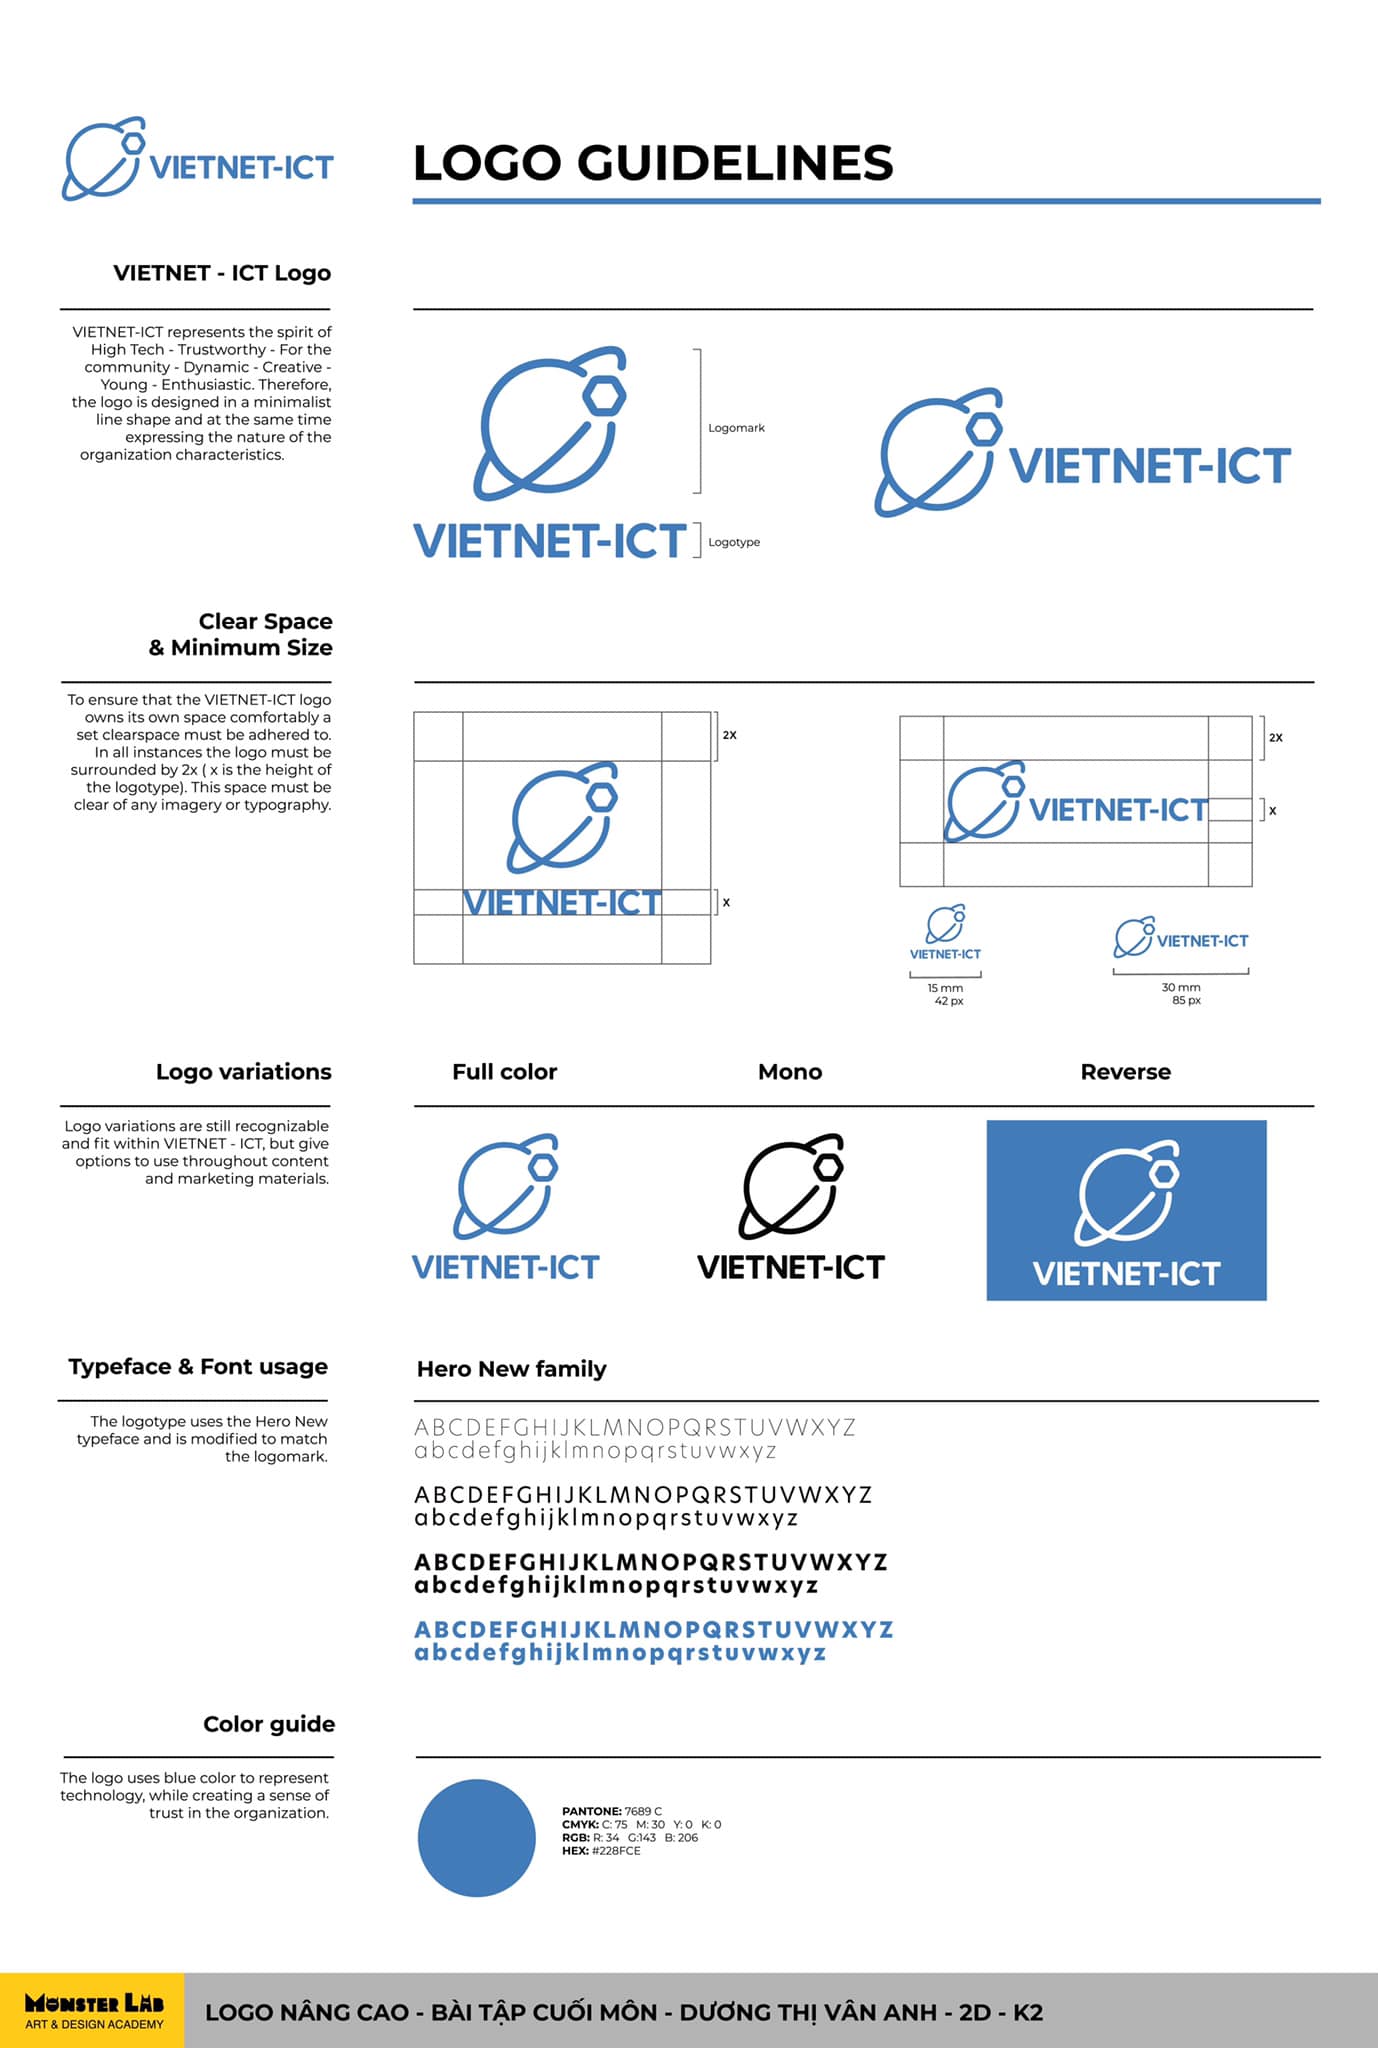 VIETNET-ICT
LOGO GUIDELINES
VIETNET - ICT Logo
VIETNET-ICT represents the spirit of
High Tech - Trustworthy - For the
community - Dynamic - Creative -
Young - Enthusiastic. Therefore,
the logo is designed in a minimalist
line shape and at the same time
expressing the nature of the
organization characteristics.
Logomark
VIETNET-ICT
Logotype
VIETNET-ICT
Clear Space
& Minimum Size
To ensure that the VIETNET-ICT logo
owns its own space comfortably a
set clearspace must be adhered to.
In all instances the logo must be
surrounded by 2x ( x is the height of
the logotype). This space must be
clear of any imagery or typography.
2X
VIETNET-ICT
X
2X
VIETNET-ICT
X
VIETNET-ICT
15 mm
42 px
VIETNET-ICT
30 mm
85 px
Logo variations
Full color
Mono
Reverse
Logo variations are still recognizable
and fit within VIETNET - ICT, but give
options to use throughout content
and marketing materials.
VIETNET-ICT
VIETNET-ICT
VIETNET-ICT
Typeface & Font usage
Hero New family
The logotype uses the Hero New
typeface and is modified to match
the logomark.
ABCDEFGHIJKLMNOPQRSTUVWXYZ
abcdefghijklmnopqrstuvwxyz
ABCDEFGHIJKLMNOPQRSTUVWXYZ
abcdefghijklmnopqrstuvwxyz
ABCDEFGHIJKLMNOPQRSTUVWXYZ
abcdefghijklmnopqrstuvwxyz
ABCDEFGHIJKLMNOPQRSTUVWXYZ
abcdefghijklmnopqrstuvwxyz
Color guide
The logo uses blue color to represent
technology, while creating a sense of
trust in the organization.
PANTONE: 7689 C
CMYK: C: 75 M: 30 Y: 0 K: 0
RGB: R: 34 G:143 B: 206
HEX: #228FCE
MONSTER LAB
ART & DESIGN ACADEMY
LOGO NÂNG CAO - BÀI TẬP CUỐI MÔN - DƯƠNG THỊ VÂN ANH - 2D - K2